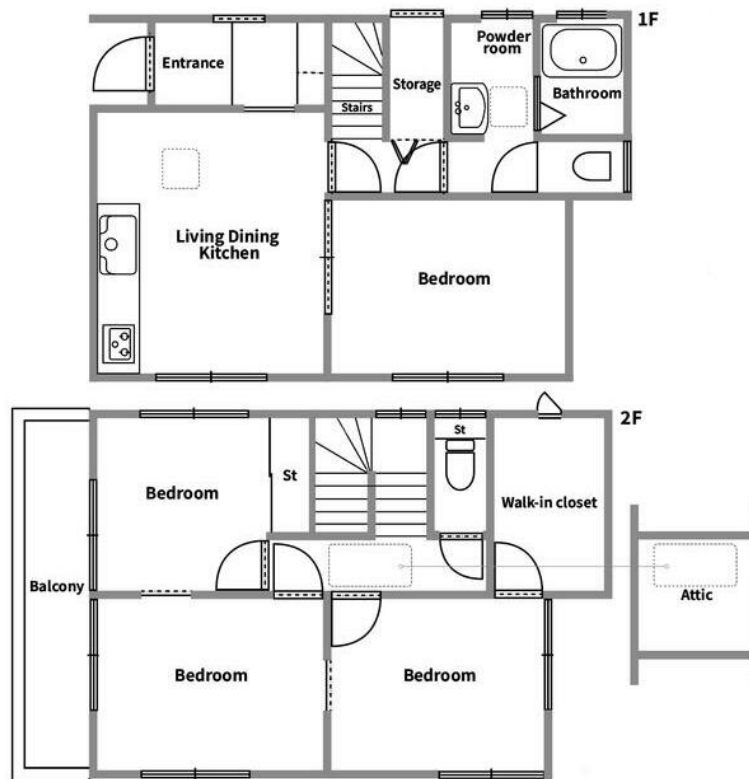 1F
Entrance
Stairs
Storage
Powder
room
Bathroom
Living Dining
Kitchen
Bedroom
2F
Bedroom
St
St
Walk-in closet
Balcony
Attic
Bedroom
Bedroom